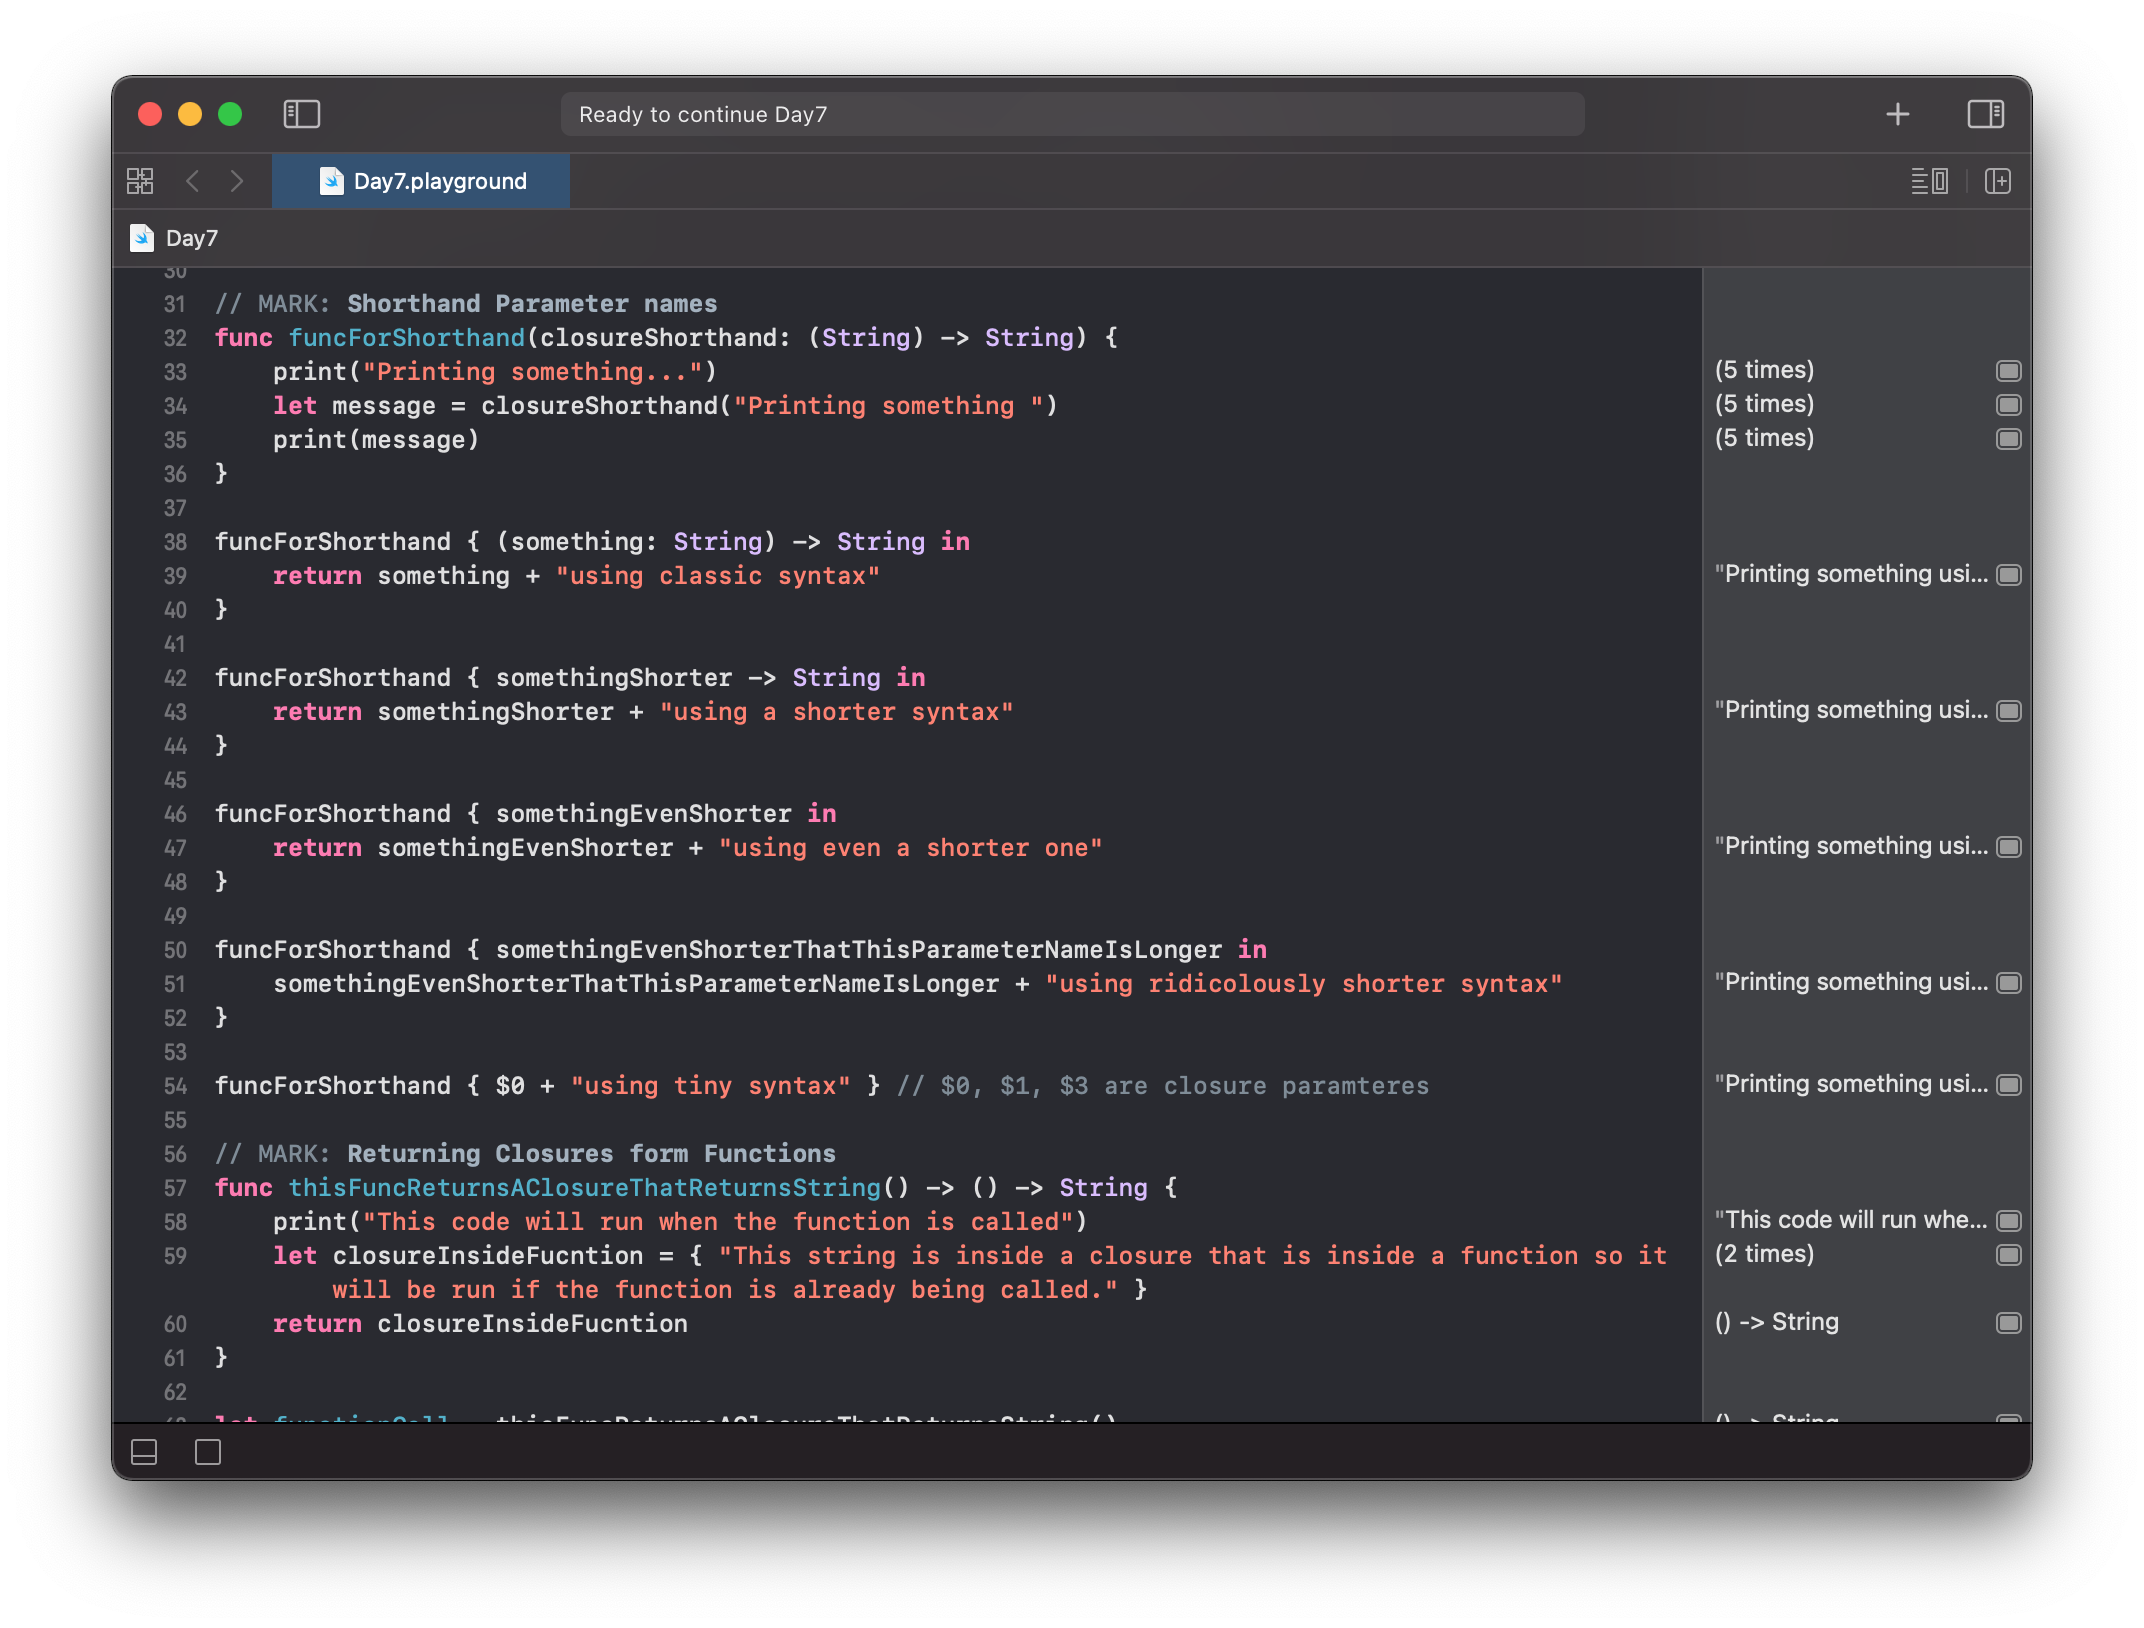 Ready to continue Day7
Day7.playground
Day7
30
31 // MARK: Shorthand Parameter names
32 func funcForShorthand(closureShorthand: (String) -> String) {
33 print("Printing something...") (5 times)
34 let message = closureShorthand("Printing something ") (5 times)
35 print(message) (5 times)
36 }
37
38 funcForShorthand { (something: String) -> String in
39 return something + "using classic syntax" "Printing something usi...
40 }
41
42 funcForShorthand { somethingShorter -> String in
43 return somethingShorter + "using a shorter syntax" "Printing something usi...
44 }
45
46 funcForShorthand { somethingEvenShorter in
47 return somethingEvenShorter + "using even a shorter one" "Printing something usi...
48 }
49
50 funcForShorthand { somethingEvenShorterThatThisParameterNameIsLonger in
51 somethingEvenShorterThatThisParameterNameIsLonger + "using ridicolously shorter syntax" "Printing something usi...
52 }
53
54 funcForShorthand { $0 + "using tiny syntax" } // $0, $1, $3 are closure paramteres "Printing something usi...
55
56 // MARK: Returning Closures form Functions
57 func thisFuncReturnsAClosureThatReturnsString() -> () -> String {
58 print("This code will run when the function is called") "This code will run whe...
59 let closureInsideFucntion = { "This string is inside a closure that is inside a function so it (2 times)
will be run if the function is already being called." }
60 return closureInsideFucntion () -> String
61 }
62
63 let functionCall = thisFuncReturnsAClosureThatReturnsString() () -> String